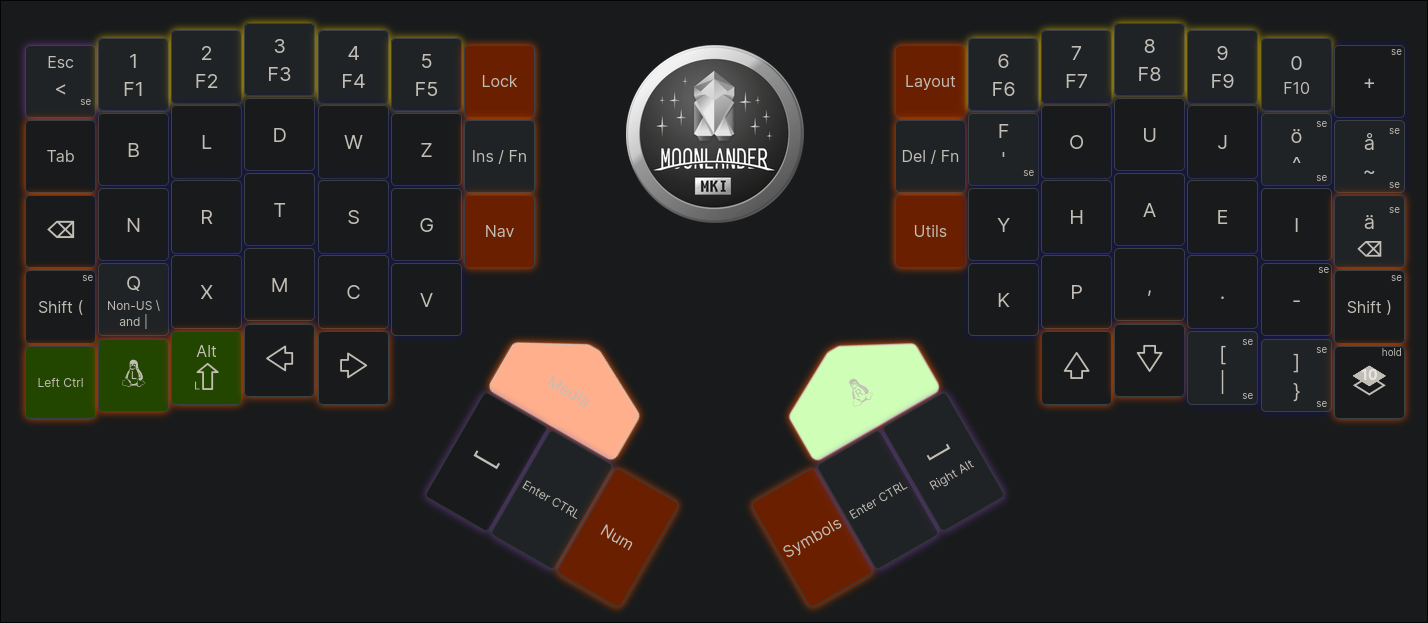 Esc
<
se
1
F1
2
F2
3
F3
4
F4
5
F5
Lock
Layout
6
F6
7
F7
8
F8
9
F9
0
F10
se
+
Tab
B
L
D
W
Z
Ins / Fn
MOONLANDER
MKI
Del / Fn
F
'
se
O
U
J
se
ö
^
se
se
å
~
se
N
R
T
S
G
Nav
Utils
Y
H
A
E
I
se
ä
se
Shift (
Q
Non-US \
and |
X
M
C
V
K
P
,
.
se
-
se
Shift )
Left Ctrl
L
Alt
L
se
[
|
se
se
]
}
se
hold
10
Enter CTRL
Num
R
Symbols
Enter CTRL
Right Alt